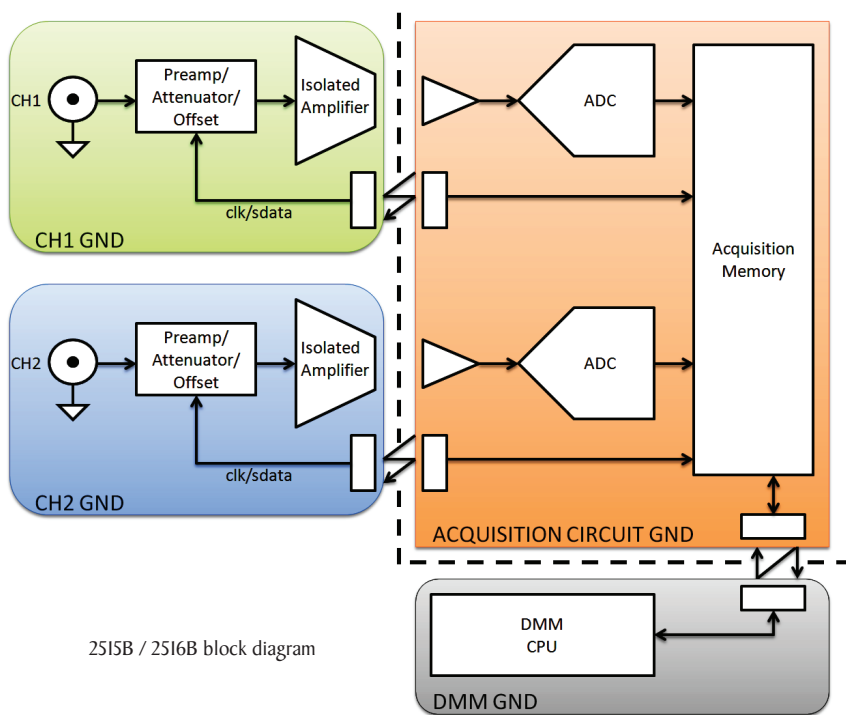 CH1
Preamp/
Attenuator/
Offset
Isolated
Amplifier
clk/sdata
CH1 GND
ADC
Acquisition
Memory
CH2
Preamp/
Attenuator/
Offset
Isolated
Amplifier
clk/sdata
CH2 GND
ADC
ACQUISITION CIRCUIT GND
DMM
CPU
DMM GND
2515B / 2516B block diagram